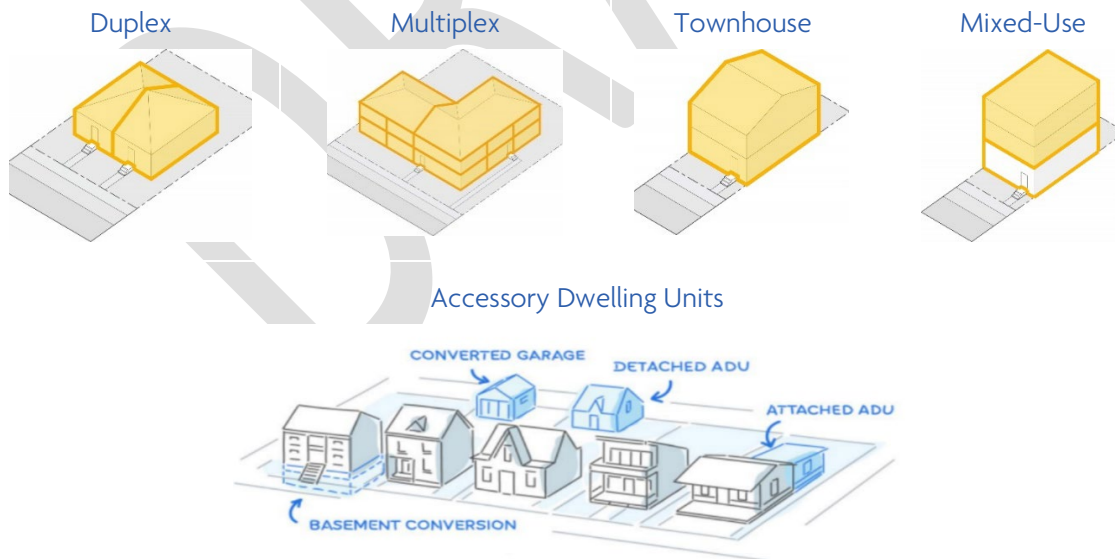 Duplex
Multiplex
Townhouse
Mixed-Use
Accessory Dwelling Units
CONVERTED GARAGE
DETACHED ADU
ATTACHED ADU
BASEMENT CONVERSION